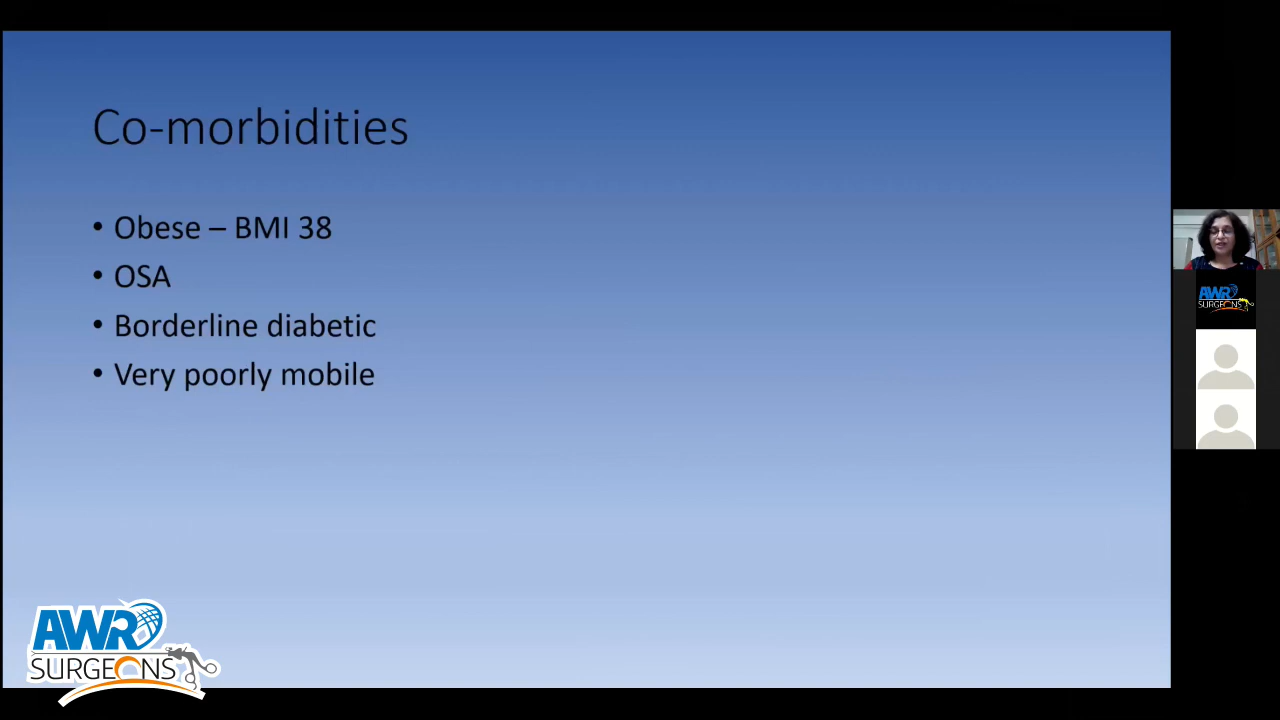 Co-morbidities
• Obese – BMI 38
• OSA
• Borderline diabetic
• Very poorly mobile
AWR
SURGEONS
AWR
SURGEONS